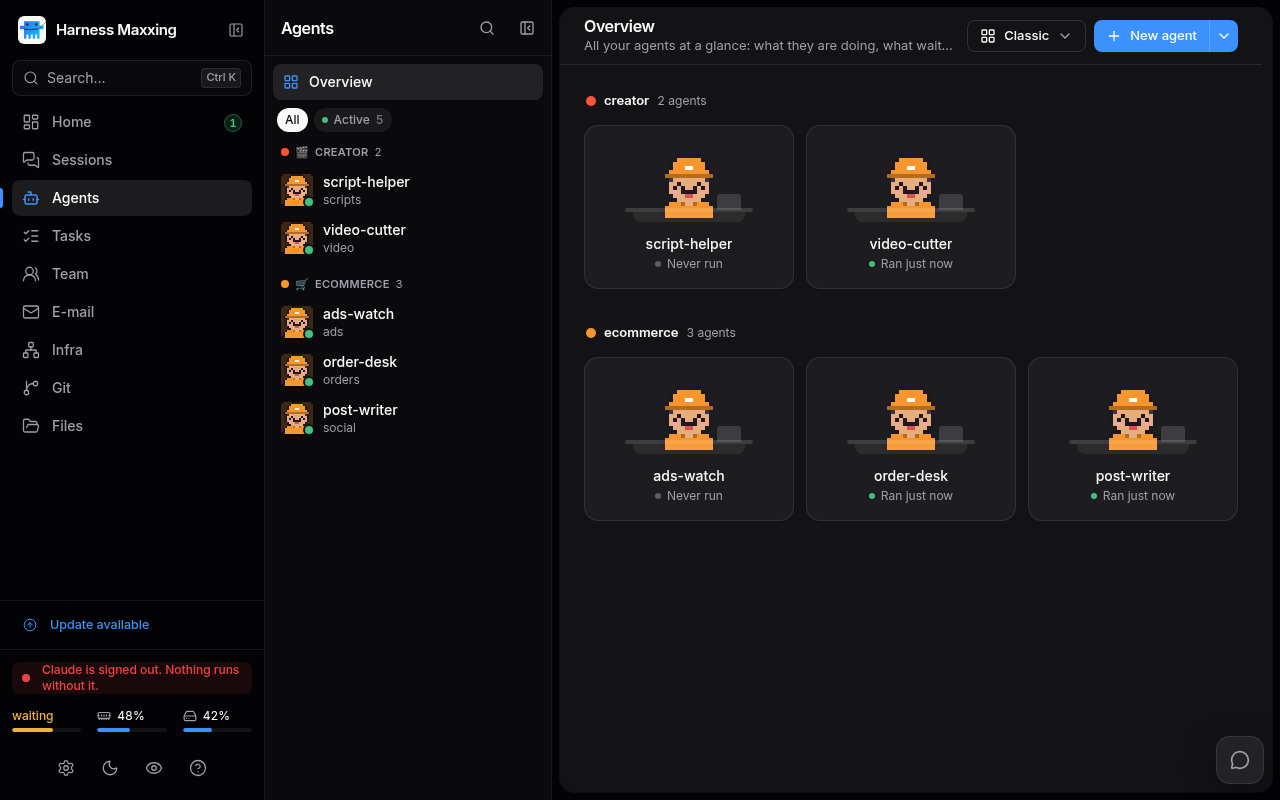 Harness Maxxing
Search...
Ctrl K
Home
1
Sessions
Agents
Tasks
Team
E-mail
Infra
Git
Files
Update available
Claude is signed out. Nothing runs
without it.
waiting
48%
42%
Agents
Overview
All
Active 5
CREATOR 2
script-helper
scripts
video-cutter
video
ECOMMERCE 3
ads-watch
ads
order-desk
orders
post-writer
social
Overview
All your agents at a glance: what they are doing, what wait...
Classic
New agent
creator 2 agents
script-helper
Never run
video-cutter
Ran just now
ecommerce 3 agents
ads-watch
Never run
order-desk
Ran just now
post-writer
Ran just now